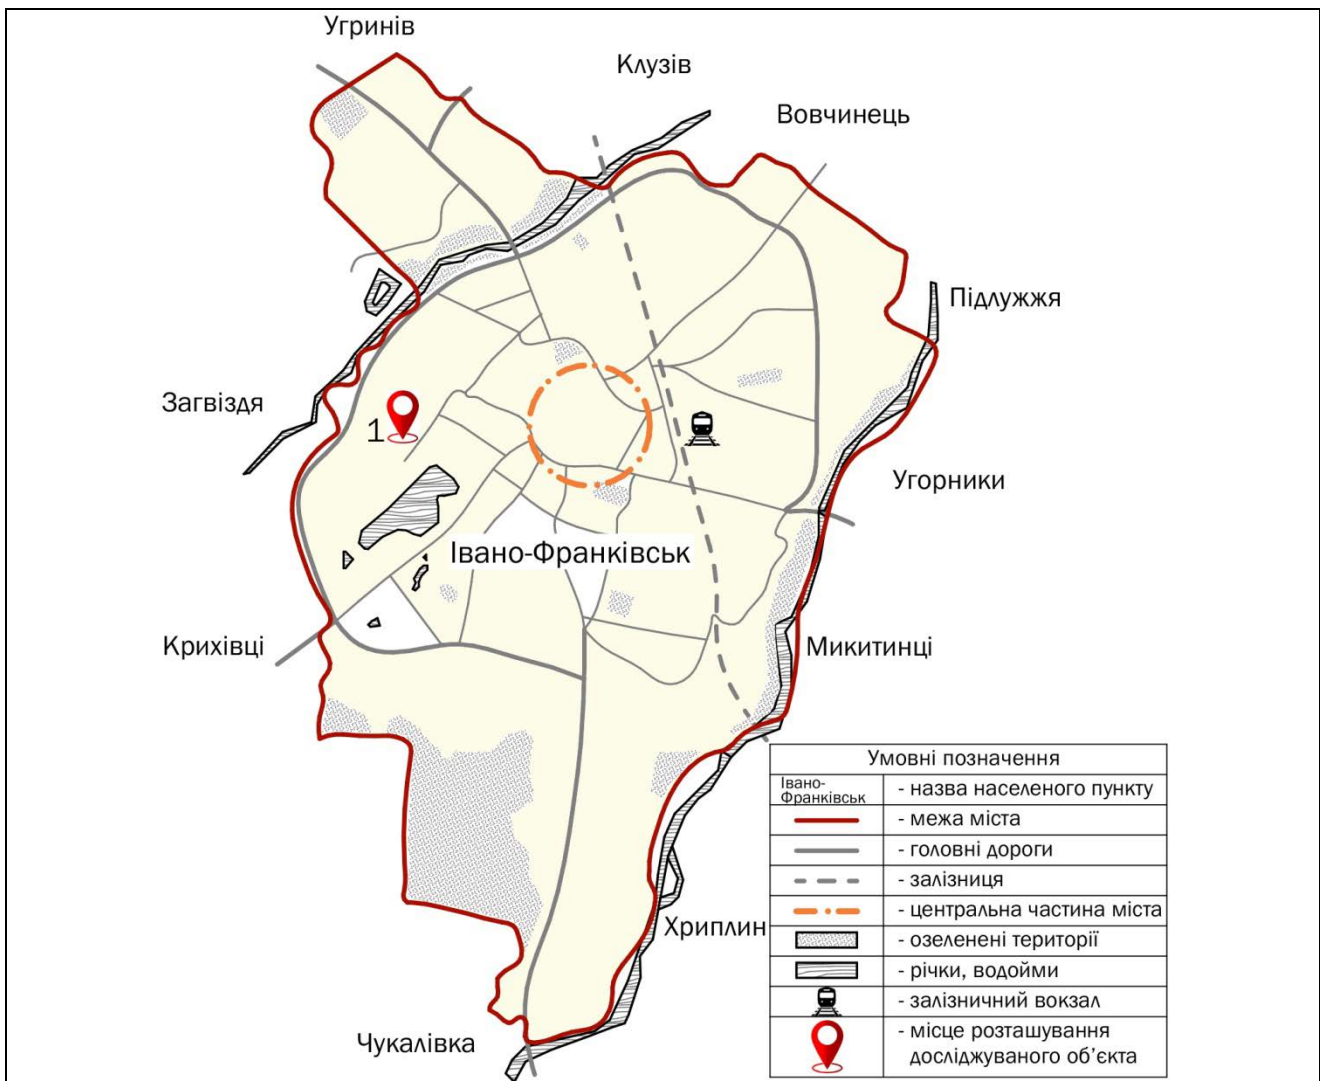 Угринів
Клузів
Вовчинець
Підлужжя
Загвіздя
1
Угорники
Івано-Франківськ
Крихівці
Микитинці
Хриплин
Чукалівка
Умовні позначення
Івано-
Франківськ
- назва населеного пункту
- межа міста
- головні дороги
- залізниця
- центральна частина міста
- озеленені території
- річки, водойми
- залізничний вокзал
- місце розташування
досліджуваного об’єкта